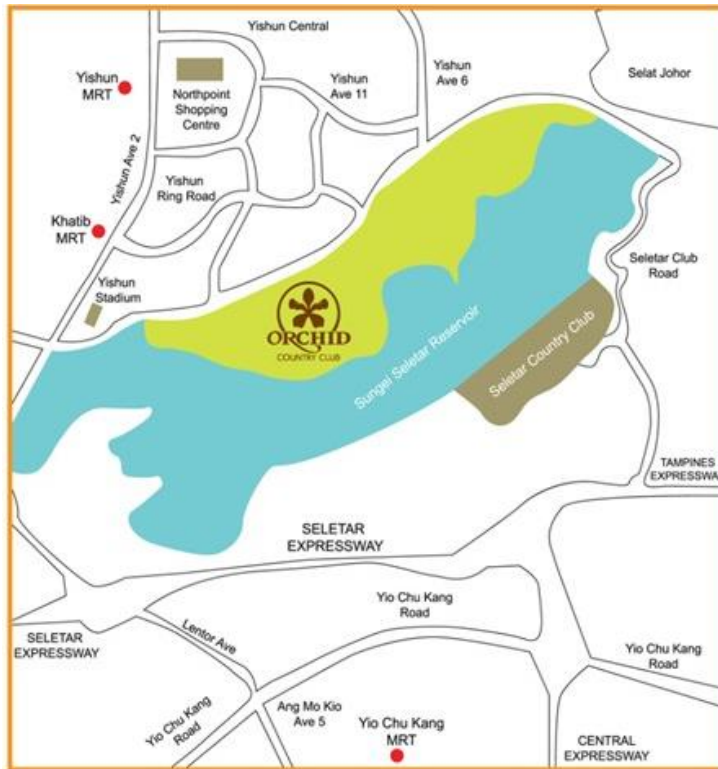 Yishun Central
Yishun
MRT
Northpoint
Shopping
Centre
Yishun
Ave 11
Yishun
Ave 6
Selat Johor
Yishun Ave 2
Yishun
Ring Road
Khatib
MRT
Yishun
Stadium
Seletar Club
Road
ORCHID
COUNTRY CLUB
Sungei Seletar Reservoir
Seletar Country Club
TAMPINES
EXPRESSWA
SELETAR
EXPRESSWAY
Yio Chu Kang
Road
SELETAR
EXPRESSWAY
Lentor Ave
Yio Chu Kang
Road
Yio Chu Kang
Road
Ang Mo Kio
Ave 5
Yio Chu Kang
MRT
CENTRAL
EXPRESSWAY